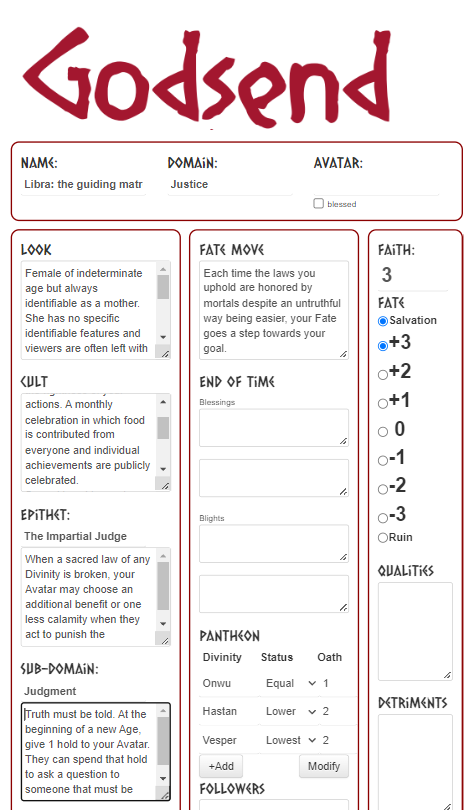 Godsend
NAME:
DOMAIN:
AVATAR:
Libra: the guiding matr
Justice
blessed
LOOK
Female of indeterminate
age but always
identifiable as a mother.
She has no specific
identifiable features and
viewers are often left with
CULT
actions. A monthly
celebration in which food
is contributed from
everyone and individual
achievements are publicly
celebrated.
EPITHET:
The Impartial Judge
When a sacred law of any
Divinity is broken, your
Avatar may choose an
additional benefit or one
less calamity when they
act to punish the
SUB-DOMAIN:
Judgment
Truth must be told. At the
beginning of a new Age,
give 1 hold to your Avatar.
They can spend that hold
to ask a question to
someone that must be
FATE MOVE
Each time the laws you
uphold are honored by
mortals despite an untruthful
way being easier, your Fate
goes a step towards your
goal.
END OF TIME
Blessings
Blights
PANTHEON
Divinity Status Oath
Onwu Equal 1
Hastan Lower 2
Vesper Lowest 2
+Add Modify
FOLLOWERS
FAITH:
3
FATE
Salvation
+3
+2
+1
0
-1
-2
-3
Ruin
QUALITIES
DETRIMENTS